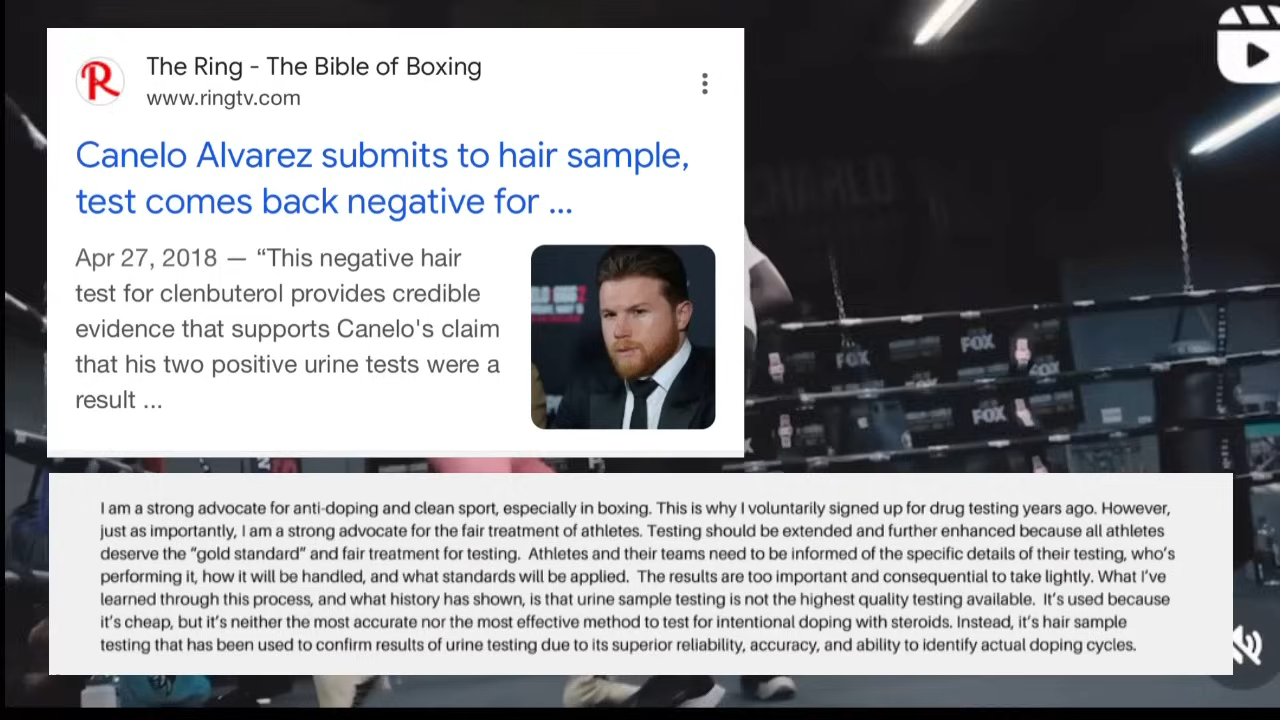 The Ring - The Bible of Boxing
www.ringtv.com
Canelo Alvarez submits to hair sample,
test comes back negative for ...
Apr 27, 2018 — “This negative hair
test for clenbuterol provides credible
evidence that supports Canelo's claim
that his two positive urine tests were a
result ...
I am a strong advocate for anti-doping and clean sport, especially in boxing. This is why I voluntarily signed up for drug testing years ago. However,
just as importantly, I am a strong advocate for the fair treatment of athletes. Testing should be extended and further enhanced because all athletes
deserve the “gold standard” and fair treatment for testing. Athletes and their teams need to be informed of the specific details of their testing, who’s
performing it, how it will be handled, and what standards will be applied. The results are too important and consequential to take lightly. What I’ve
learned through this process, and what history has shown, is that urine sample testing is not the highest quality testing available. It’s used because
it’s cheap, but it’s neither the most accurate nor the most effective method to test for intentional doping with steroids. Instead, it’s hair sample
testing that has been used to confirm results of urine testing due to its superior reliability, accuracy, and ability to identify actual doping cycles.
CHARLO
FOX
FOX
FOX
FOX